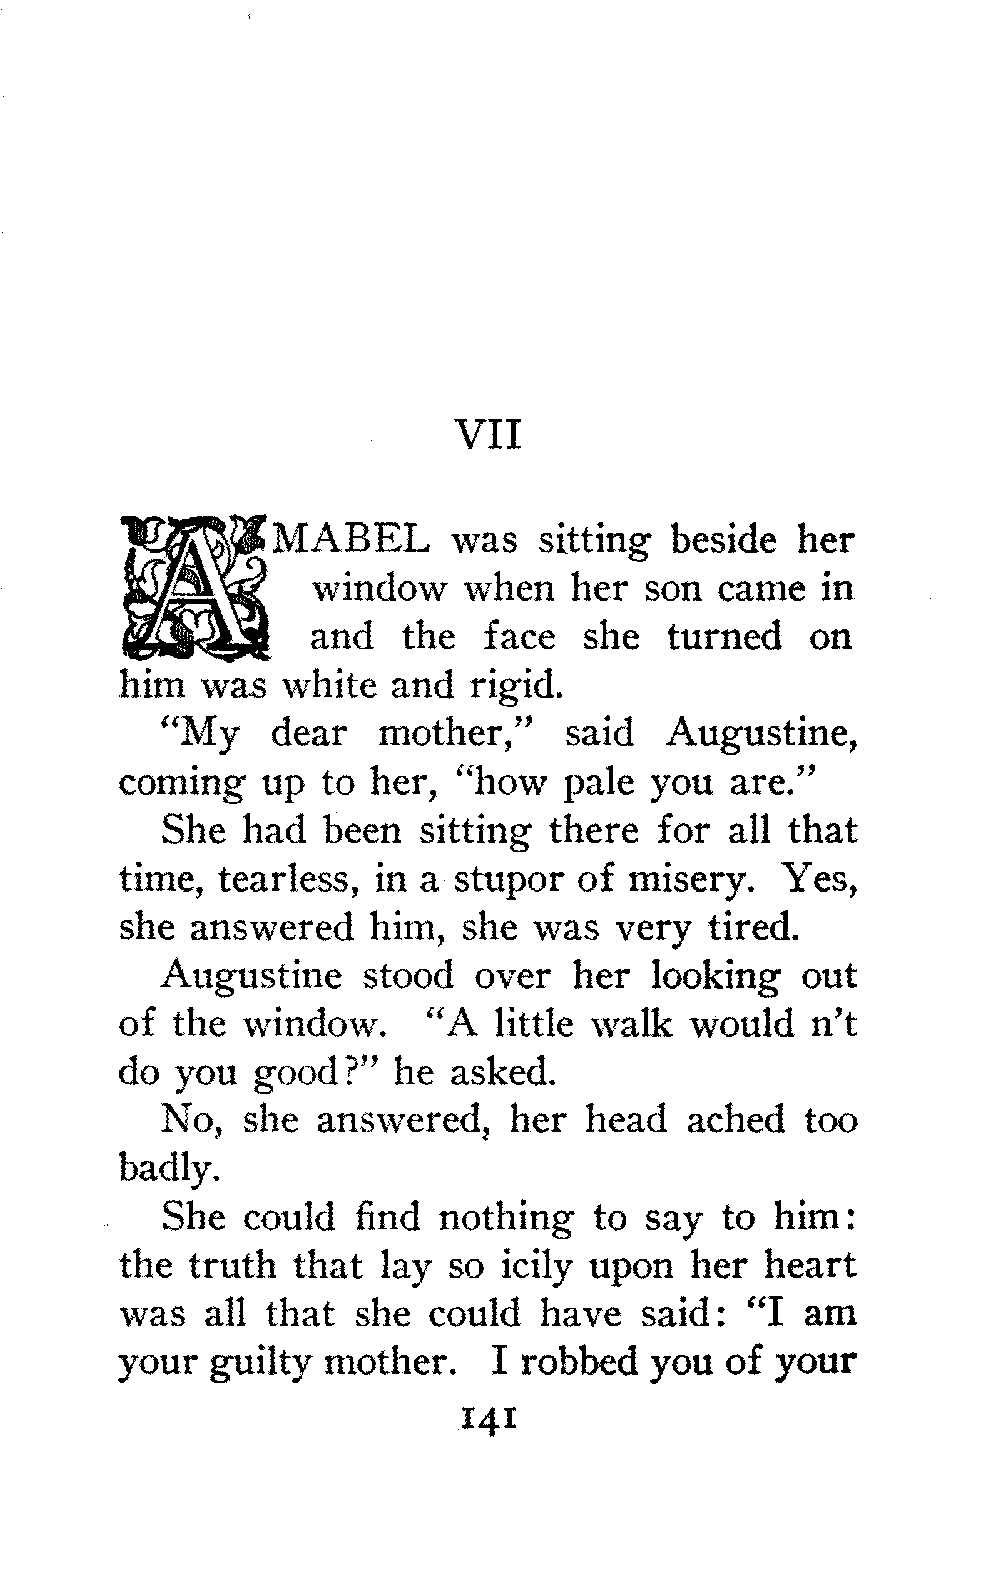 VII
AMABEL was sitting beside her
window when her son came in
and the face she turned on
him was white and rigid.
“My dear mother,” said Augustine,
coming up to her, “how pale you are.”
She had been sitting there for all that
time, tearless, in a stupor of misery. Yes,
she answered him, she was very tired.
Augustine stood over her looking out
of the window. “A little walk would n’t
do you good?” he asked.
No, she answered, her head ached too
badly.
She could find nothing to say to him:
the truth that lay so icily upon her heart
was all that she could have said: “I am
your guilty mother. I robbed you of your
141